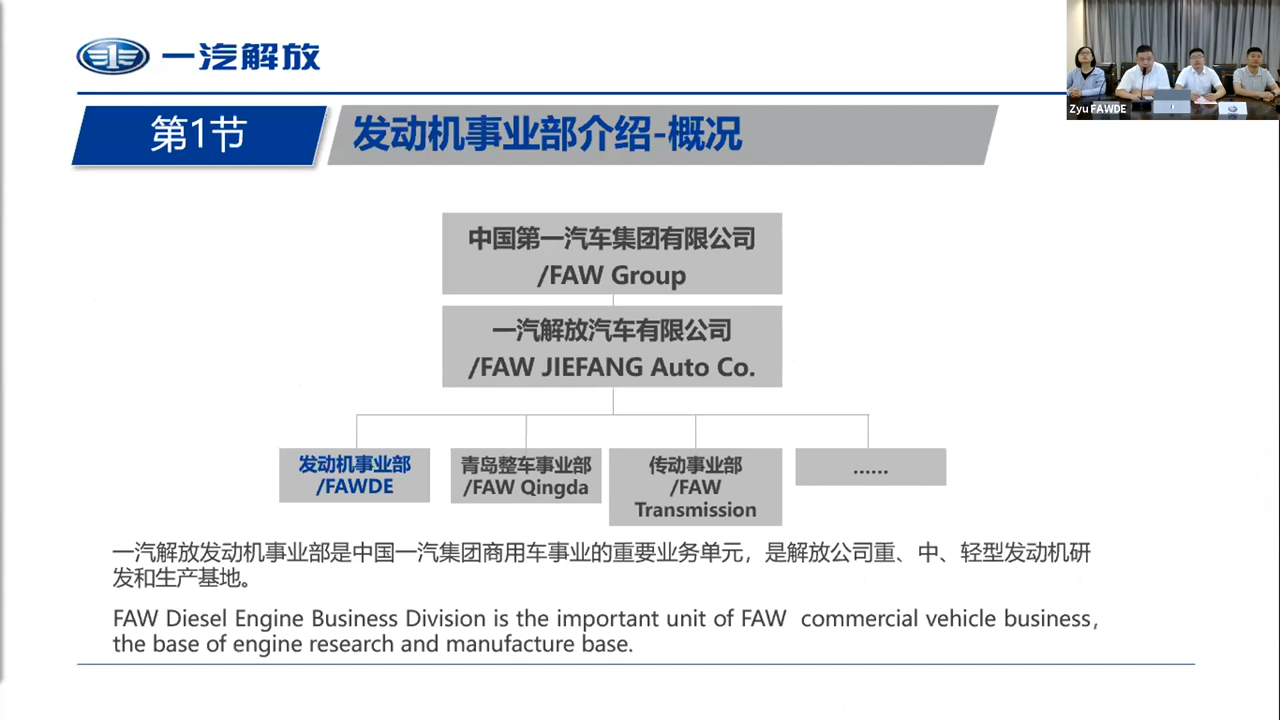 一汽解放
Zyu FAWDE
第1节
发动机事业部介绍-概况
中国第一汽车集团有限公司
/FAW Group
一汽解放汽车有限公司
/FAW JIEFANG Auto Co.
发动机事业部
/FAWDE
青岛整车事业部
/FAW Qingda
传动事业部
/FAW
Transmission
......
一汽解放发动机事业部是中国一汽集团商用车事业的重要业务单元，是解放公司重、中、轻型发动机研
发和生产基地。
FAW Diesel Engine Business Division is the important unit of FAW commercial vehicle business,
the base of engine research and manufacture base.